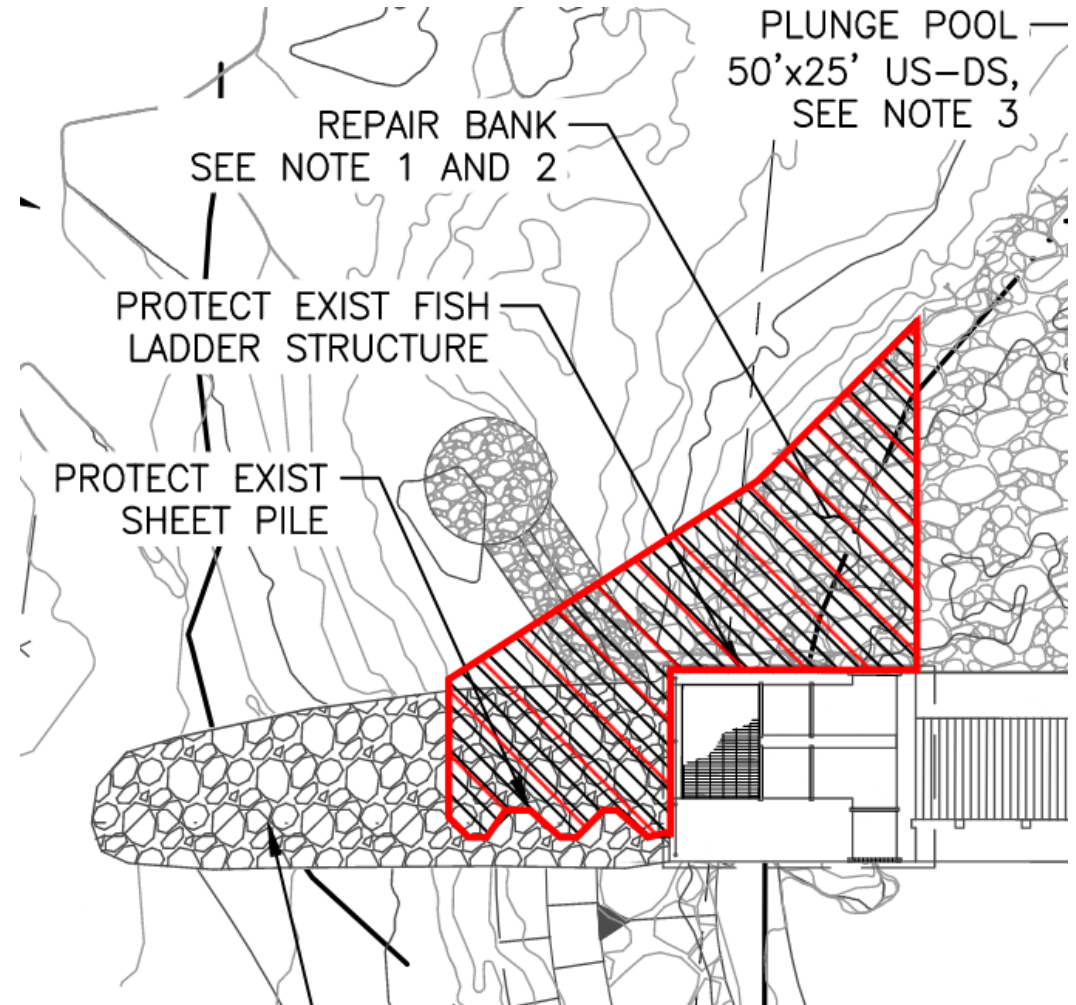 PLUNGE POOL
50'x25' US-DS,
SEE NOTE 3
REPAIR BANK
SEE NOTE 1 AND 2
PROTECT EXIST FISH
LADDER STRUCTURE
PROTECT EXIST
SHEET PILE